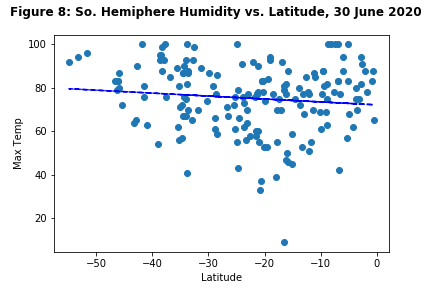 Figure 8: So. Hemiphere Humidity vs. Latitude, 30 June 2020
100
80
60
40
20
Max Temp
−50 −40 −30 −20 −10 0
Latitude